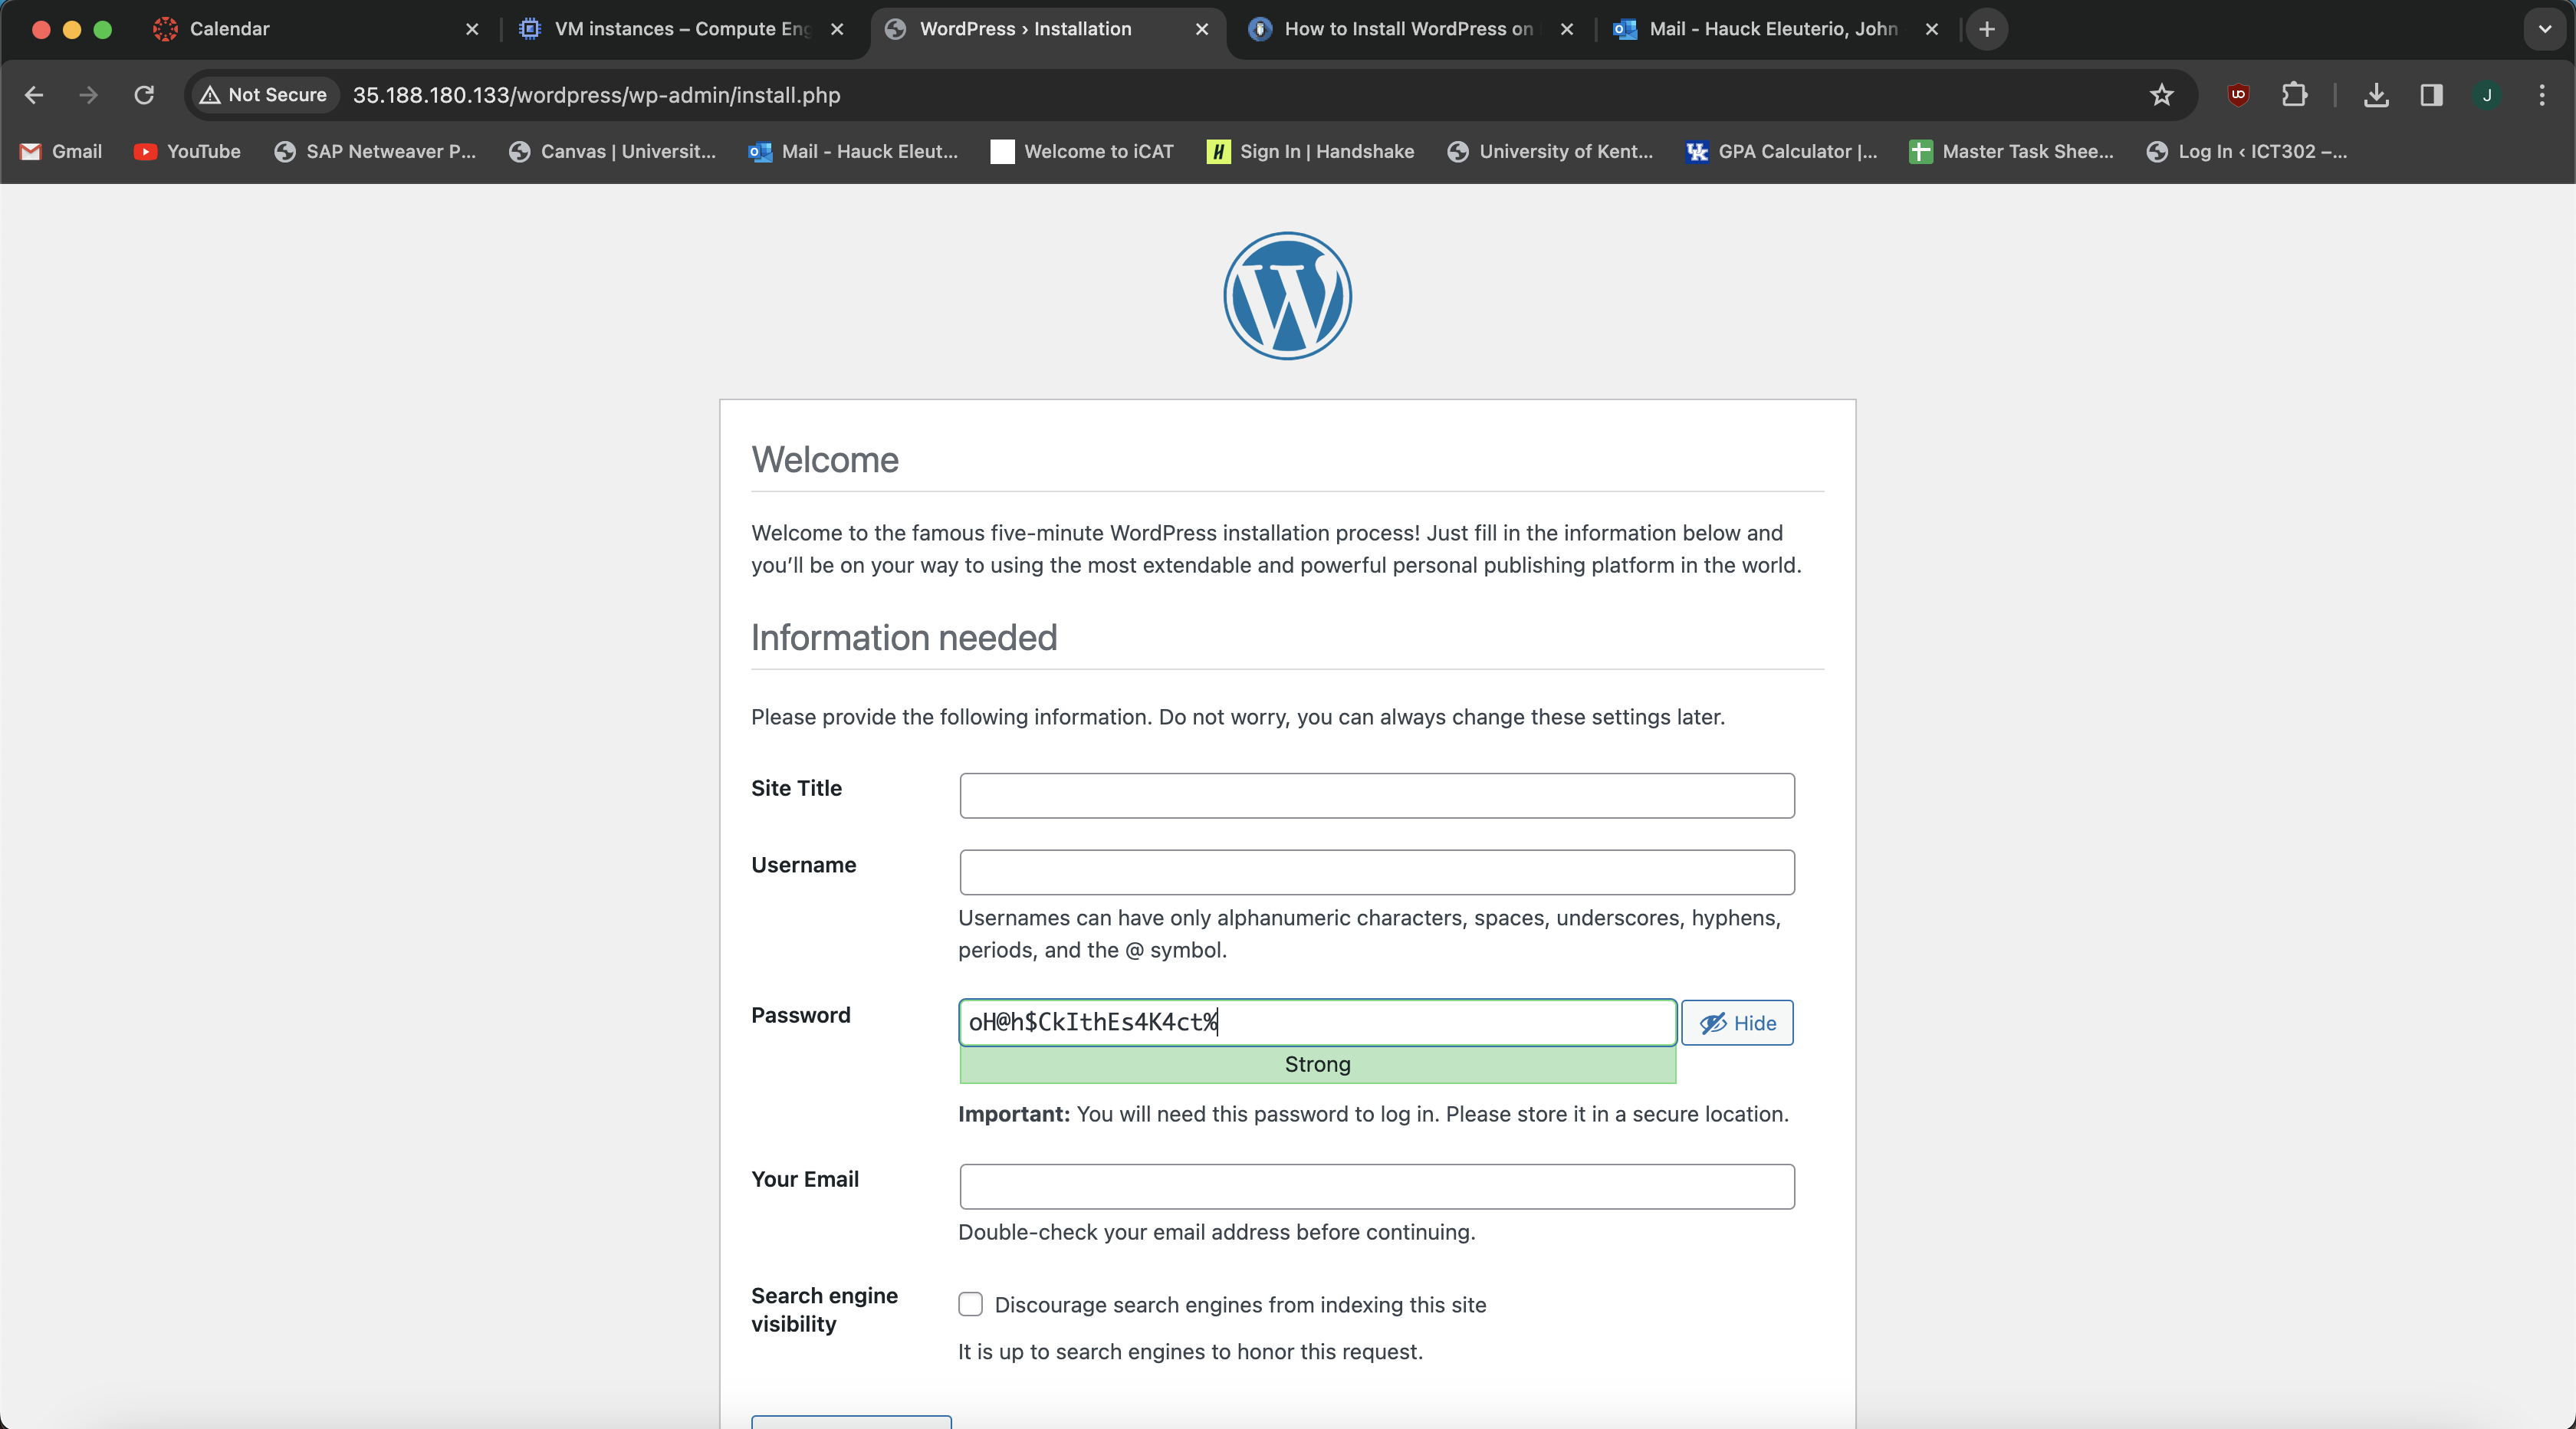 Calendar
VM instances – Compute Eng
WordPress › Installation
How to Install WordPress on
Mail - Hauck Eleuterio, John
Not Secure
35.188.180.133/wordpress/wp-admin/install.php
J
Gmail
YouTube
SAP Netweaver P...
Canvas | Universit...
Mail - Hauck Eleut...
Welcome to iCAT
Sign In | Handshake
University of Kent...
GPA Calculator |...
Master Task Shee...
Log In ‹ ICT302 –...
Welcome
Welcome to the famous five-minute WordPress installation process! Just fill in the information below and
you’ll be on your way to using the most extendable and powerful personal publishing platform in the world.
Information needed
Please provide the following information. Do not worry, you can always change these settings later.
Site Title
Username
Usernames can have only alphanumeric characters, spaces, underscores, hyphens,
periods, and the @ symbol.
Password
oH@h$CkIthEs4K4ct%
Hide
Strong
Important: You will need this password to log in. Please store it in a secure location.
Your Email
Double-check your email address before continuing.
Search engine
visibility
Discourage search engines from indexing this site
It is up to search engines to honor this request.